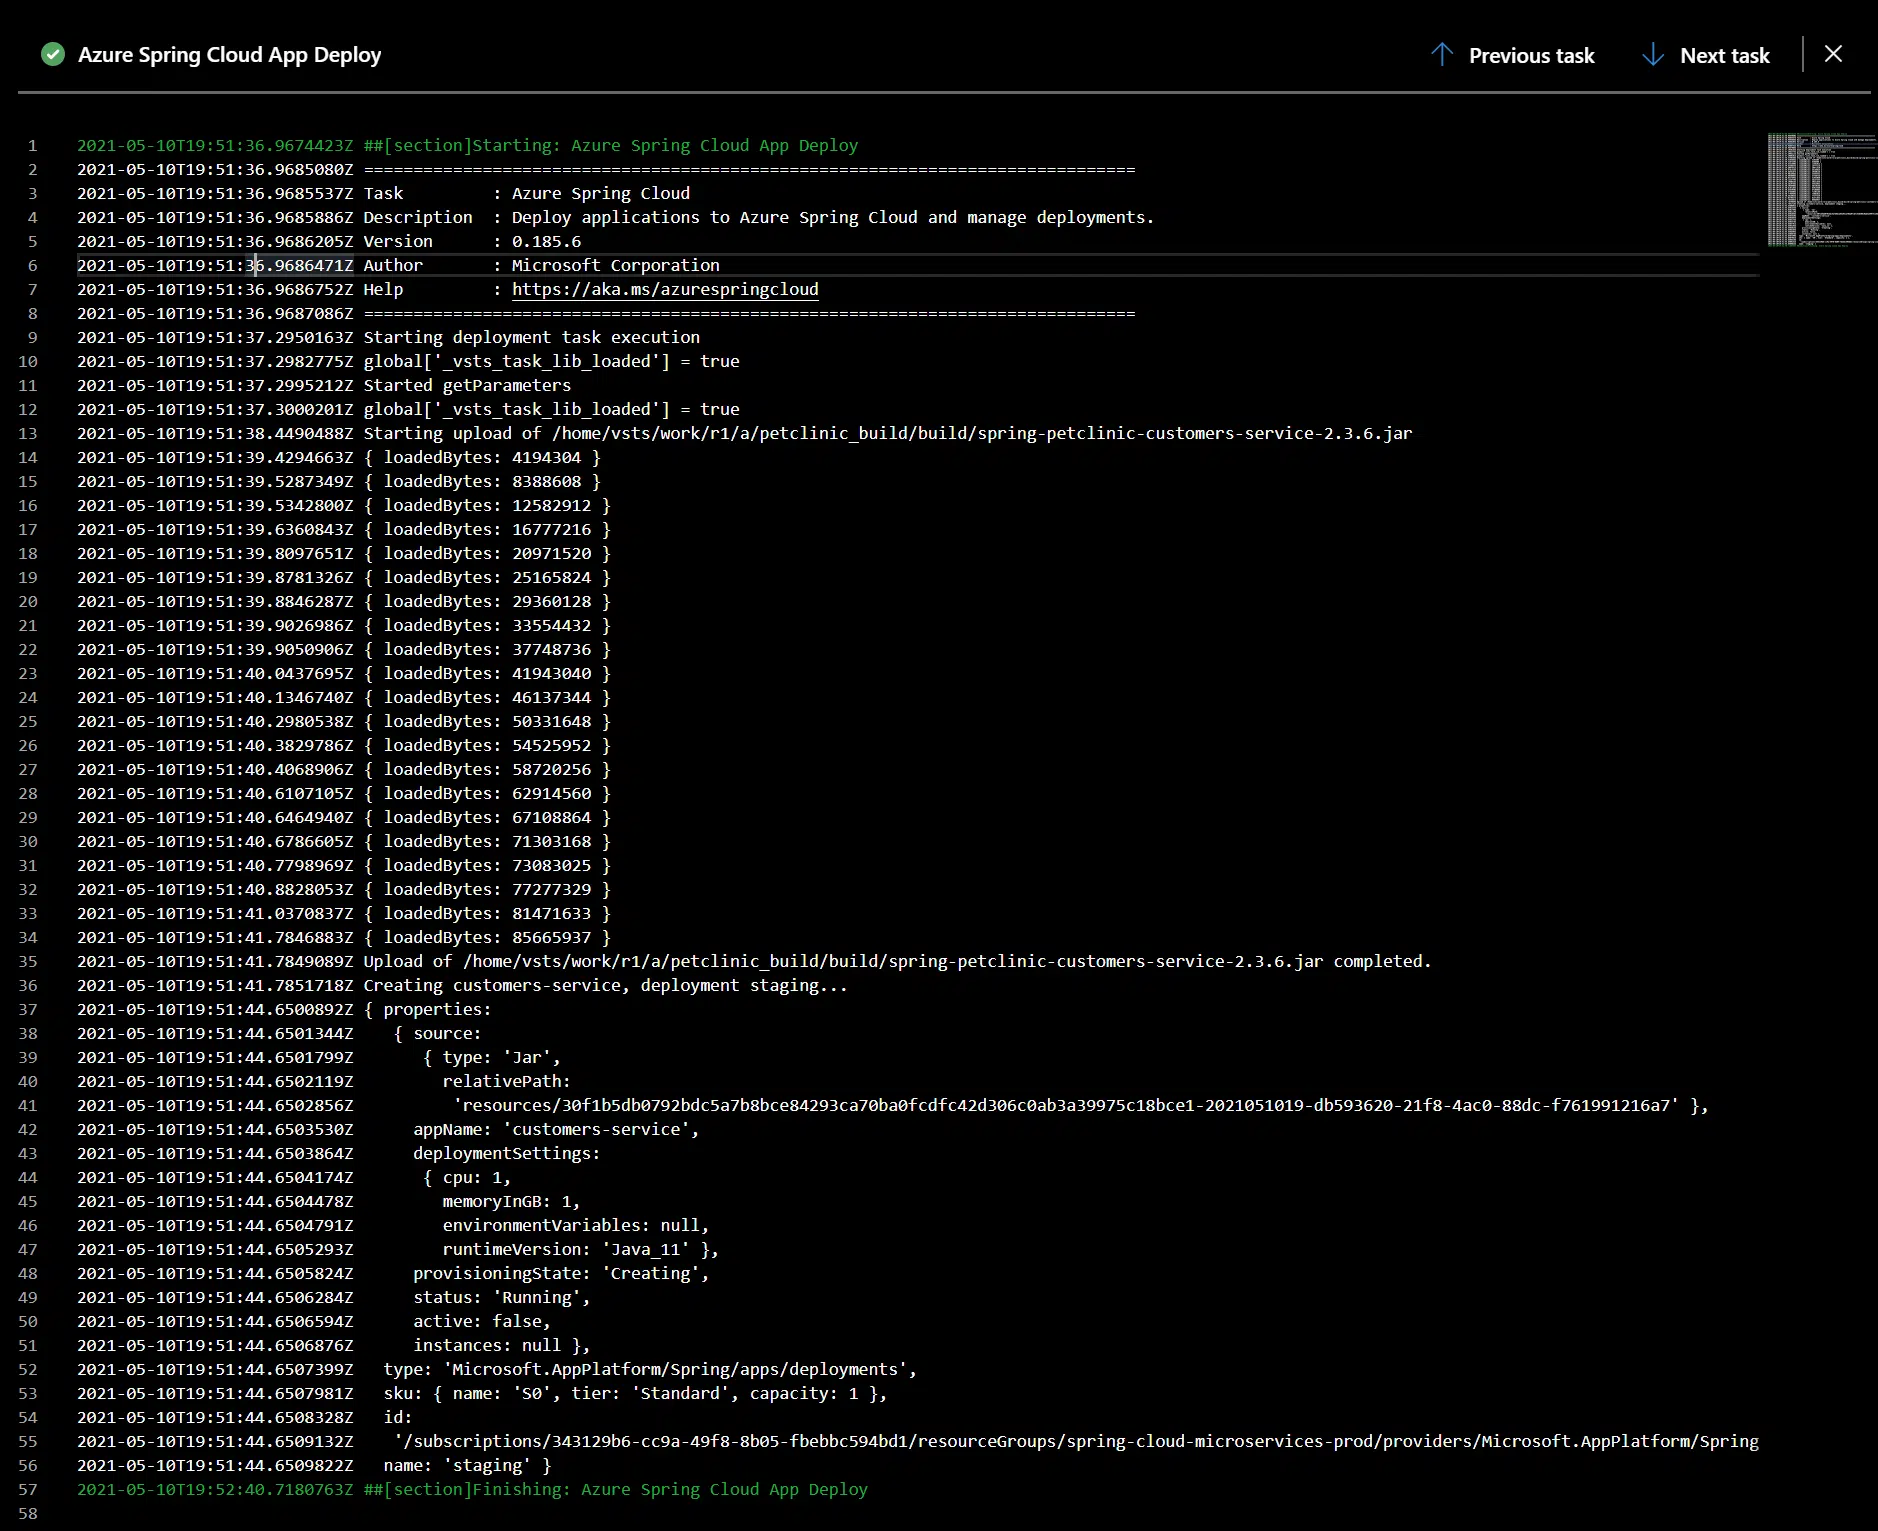 Azure Spring Cloud App Deploy
Previous task
Next task
1 2021-05-10T19:51:36.9674423Z ##[section]Starting: Azure Spring Cloud App Deploy
2 2021-05-10T19:51:36.9685080Z ==============================================================================
3 2021-05-10T19:51:36.9685537Z Task         : Azure Spring Cloud
4 2021-05-10T19:51:36.9685886Z Description  : Deploy applications to Azure Spring Cloud and manage deployments.
5 2021-05-10T19:51:36.9686205Z Version      : 0.185.6
6 2021-05-10T19:51:36.9686471Z Author       : Microsoft Corporation
7 2021-05-10T19:51:36.9686752Z Help         : https://aka.ms/azurespringcloud
8 2021-05-10T19:51:36.9687086Z ==============================================================================
9 2021-05-10T19:51:37.2950163Z Starting deployment task execution
10 2021-05-10T19:51:37.2982775Z global['_vsts_task_lib_loaded'] = true
11 2021-05-10T19:51:37.2995212Z Started getParameters
12 2021-05-10T19:51:37.3000201Z global['_vsts_task_lib_loaded'] = true
13 2021-05-10T19:51:38.4490488Z Starting upload of /home/vsts/work/r1/a/petclinic_build/build/spring-petclinic-customers-service-2.3.6.jar
14 2021-05-10T19:51:39.4294663Z { loadedBytes: 4194304 }
15 2021-05-10T19:51:39.5287349Z { loadedBytes: 8388608 }
16 2021-05-10T19:51:39.5342800Z { loadedBytes: 12582912 }
17 2021-05-10T19:51:39.6360843Z { loadedBytes: 16777216 }
18 2021-05-10T19:51:39.8097651Z { loadedBytes: 20971520 }
19 2021-05-10T19:51:39.8781326Z { loadedBytes: 25165824 }
20 2021-05-10T19:51:39.8846287Z { loadedBytes: 29360128 }
21 2021-05-10T19:51:39.9026986Z { loadedBytes: 33554432 }
22 2021-05-10T19:51:39.9050906Z { loadedBytes: 37748736 }
23 2021-05-10T19:51:40.0437695Z { loadedBytes: 41943040 }
24 2021-05-10T19:51:40.1346740Z { loadedBytes: 46137344 }
25 2021-05-10T19:51:40.2980538Z { loadedBytes: 50331648 }
26 2021-05-10T19:51:40.3829786Z { loadedBytes: 54525952 }
27 2021-05-10T19:51:40.4068906Z { loadedBytes: 58720256 }
28 2021-05-10T19:51:40.6107105Z { loadedBytes: 62914560 }
29 2021-05-10T19:51:40.6464940Z { loadedBytes: 67108864 }
30 2021-05-10T19:51:40.6786605Z { loadedBytes: 71303168 }
31 2021-05-10T19:51:40.7798969Z { loadedBytes: 73083025 }
32 2021-05-10T19:51:40.8828053Z { loadedBytes: 77277329 }
33 2021-05-10T19:51:41.0370837Z { loadedBytes: 81471633 }
34 2021-05-10T19:51:41.7846883Z { loadedBytes: 85665937 }
35 2021-05-10T19:51:41.7849089Z Upload of /home/vsts/work/r1/a/petclinic_build/build/spring-petclinic-customers-service-2.3.6.jar completed.
36 2021-05-10T19:51:41.7851718Z Creating customers-service, deployment staging...
37 2021-05-10T19:51:44.6500892Z { properties:
38 2021-05-10T19:51:44.6501344Z    { source:
39 2021-05-10T19:51:44.6501799Z       { type: 'Jar',
40 2021-05-10T19:51:44.6502119Z         relativePath:
41 2021-05-10T19:51:44.6502856Z          'resources/30f1b5db0792bdc5a7b8bce84293ca70ba0fcdfc42d306c0ab3a39975c18bce1-2021051019-db593620-21f8-4ac0-88dc-f761991216a7' },
42 2021-05-10T19:51:44.6503530Z      appName: 'customers-service',
43 2021-05-10T19:51:44.6503864Z      deploymentSettings:
44 2021-05-10T19:51:44.6504174Z       { cpu: 1,
45 2021-05-10T19:51:44.6504478Z         memoryInGB: 1,
46 2021-05-10T19:51:44.6504791Z         environmentVariables: null,
47 2021-05-10T19:51:44.6505293Z         runtimeVersion: 'Java_11' },
48 2021-05-10T19:51:44.6505824Z      provisioningState: 'Creating',
49 2021-05-10T19:51:44.6506284Z      status: 'Running',
50 2021-05-10T19:51:44.6506594Z      active: false,
51 2021-05-10T19:51:44.6506876Z      instances: null },
52 2021-05-10T19:51:44.6507399Z   type: 'Microsoft.AppPlatform/Spring/apps/deployments',
53 2021-05-10T19:51:44.6507981Z   sku: { name: 'S0', tier: 'Standard', capacity: 1 },
54 2021-05-10T19:51:44.6508328Z   id:
55 2021-05-10T19:51:44.6509132Z    '/subscriptions/343129b6-cc9a-49f8-8b05-fbebbc594bd1/resourceGroups/spring-cloud-microservices-prod/providers/Microsoft.AppPlatform/Spring
56 2021-05-10T19:51:44.6509822Z   name: 'staging' }
57 2021-05-10T19:52:40.7180763Z ##[section]Finishing: Azure Spring Cloud App Deploy
58